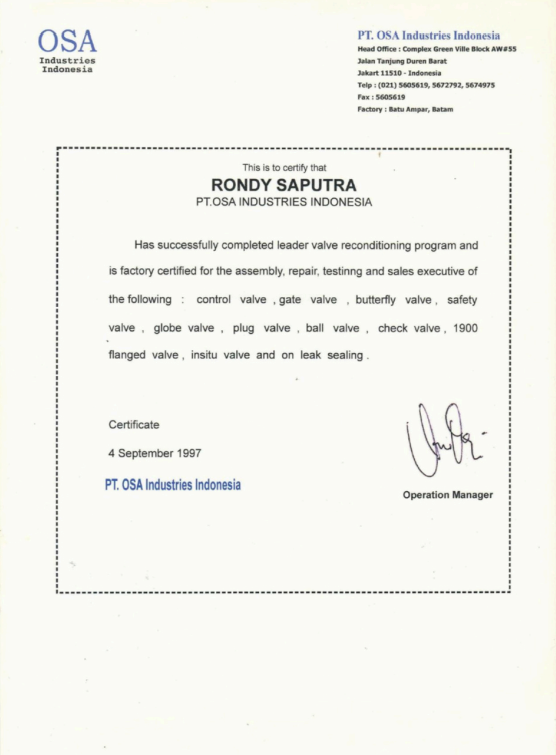 OSA
Industries
Indonesia
PT. OSA Industries Indonesia
Head Office : Complex Green Ville Block AW#55
Jalan Tanjung Duren Barat
Jakart 11510 - Indonesia
Telp : (021) 5605619, 5672792, 5674975
Fax : 5605619
Factory : Batu Ampar, Batam
This is to certify that
RONDY SAPUTRA
PT.OSA INDUSTRIES INDONESIA
Has successfully completed leader valve reconditioning program and
is factory certified for the assembly, repair, testinng and sales executive of
the following : control valve , gate valve , butterfly valve , safety
valve , globe valve , plug valve , ball valve , check valve , 1900
flanged valve , insitu valve and on leak sealing .
Certificate
4 September 1997
PT. OSA Industries Indonesia
Operation Manager